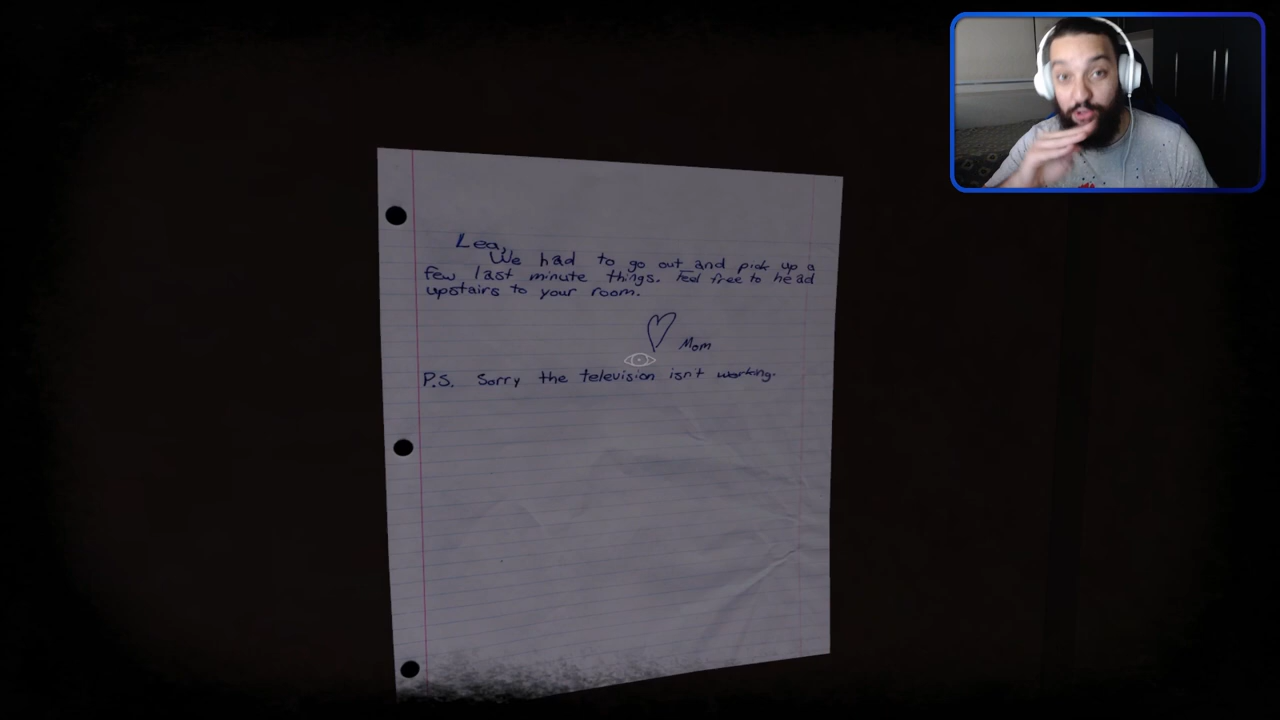 Lea,
We had to go out and pick up a
few last minute things. Feel free to head
upstairs to your room.
Mom
P.S. Sorry the television isn't working.